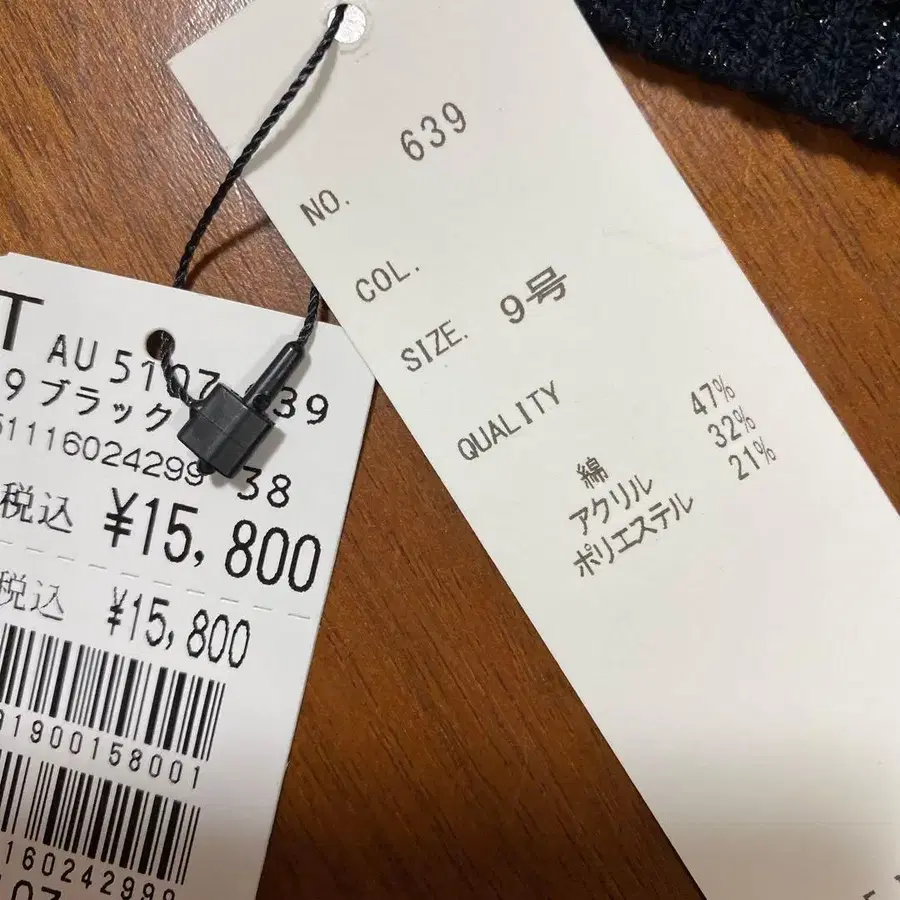 NO. 639
COL.
SIZE. 9号
QUALITY
綿 47%
アクリル 32%
ポリエステル 21%
T AU 5107 39
9 ブラック
51116024299 38
税込 ¥15,800
税込 ¥15,800
1900158001
160242999